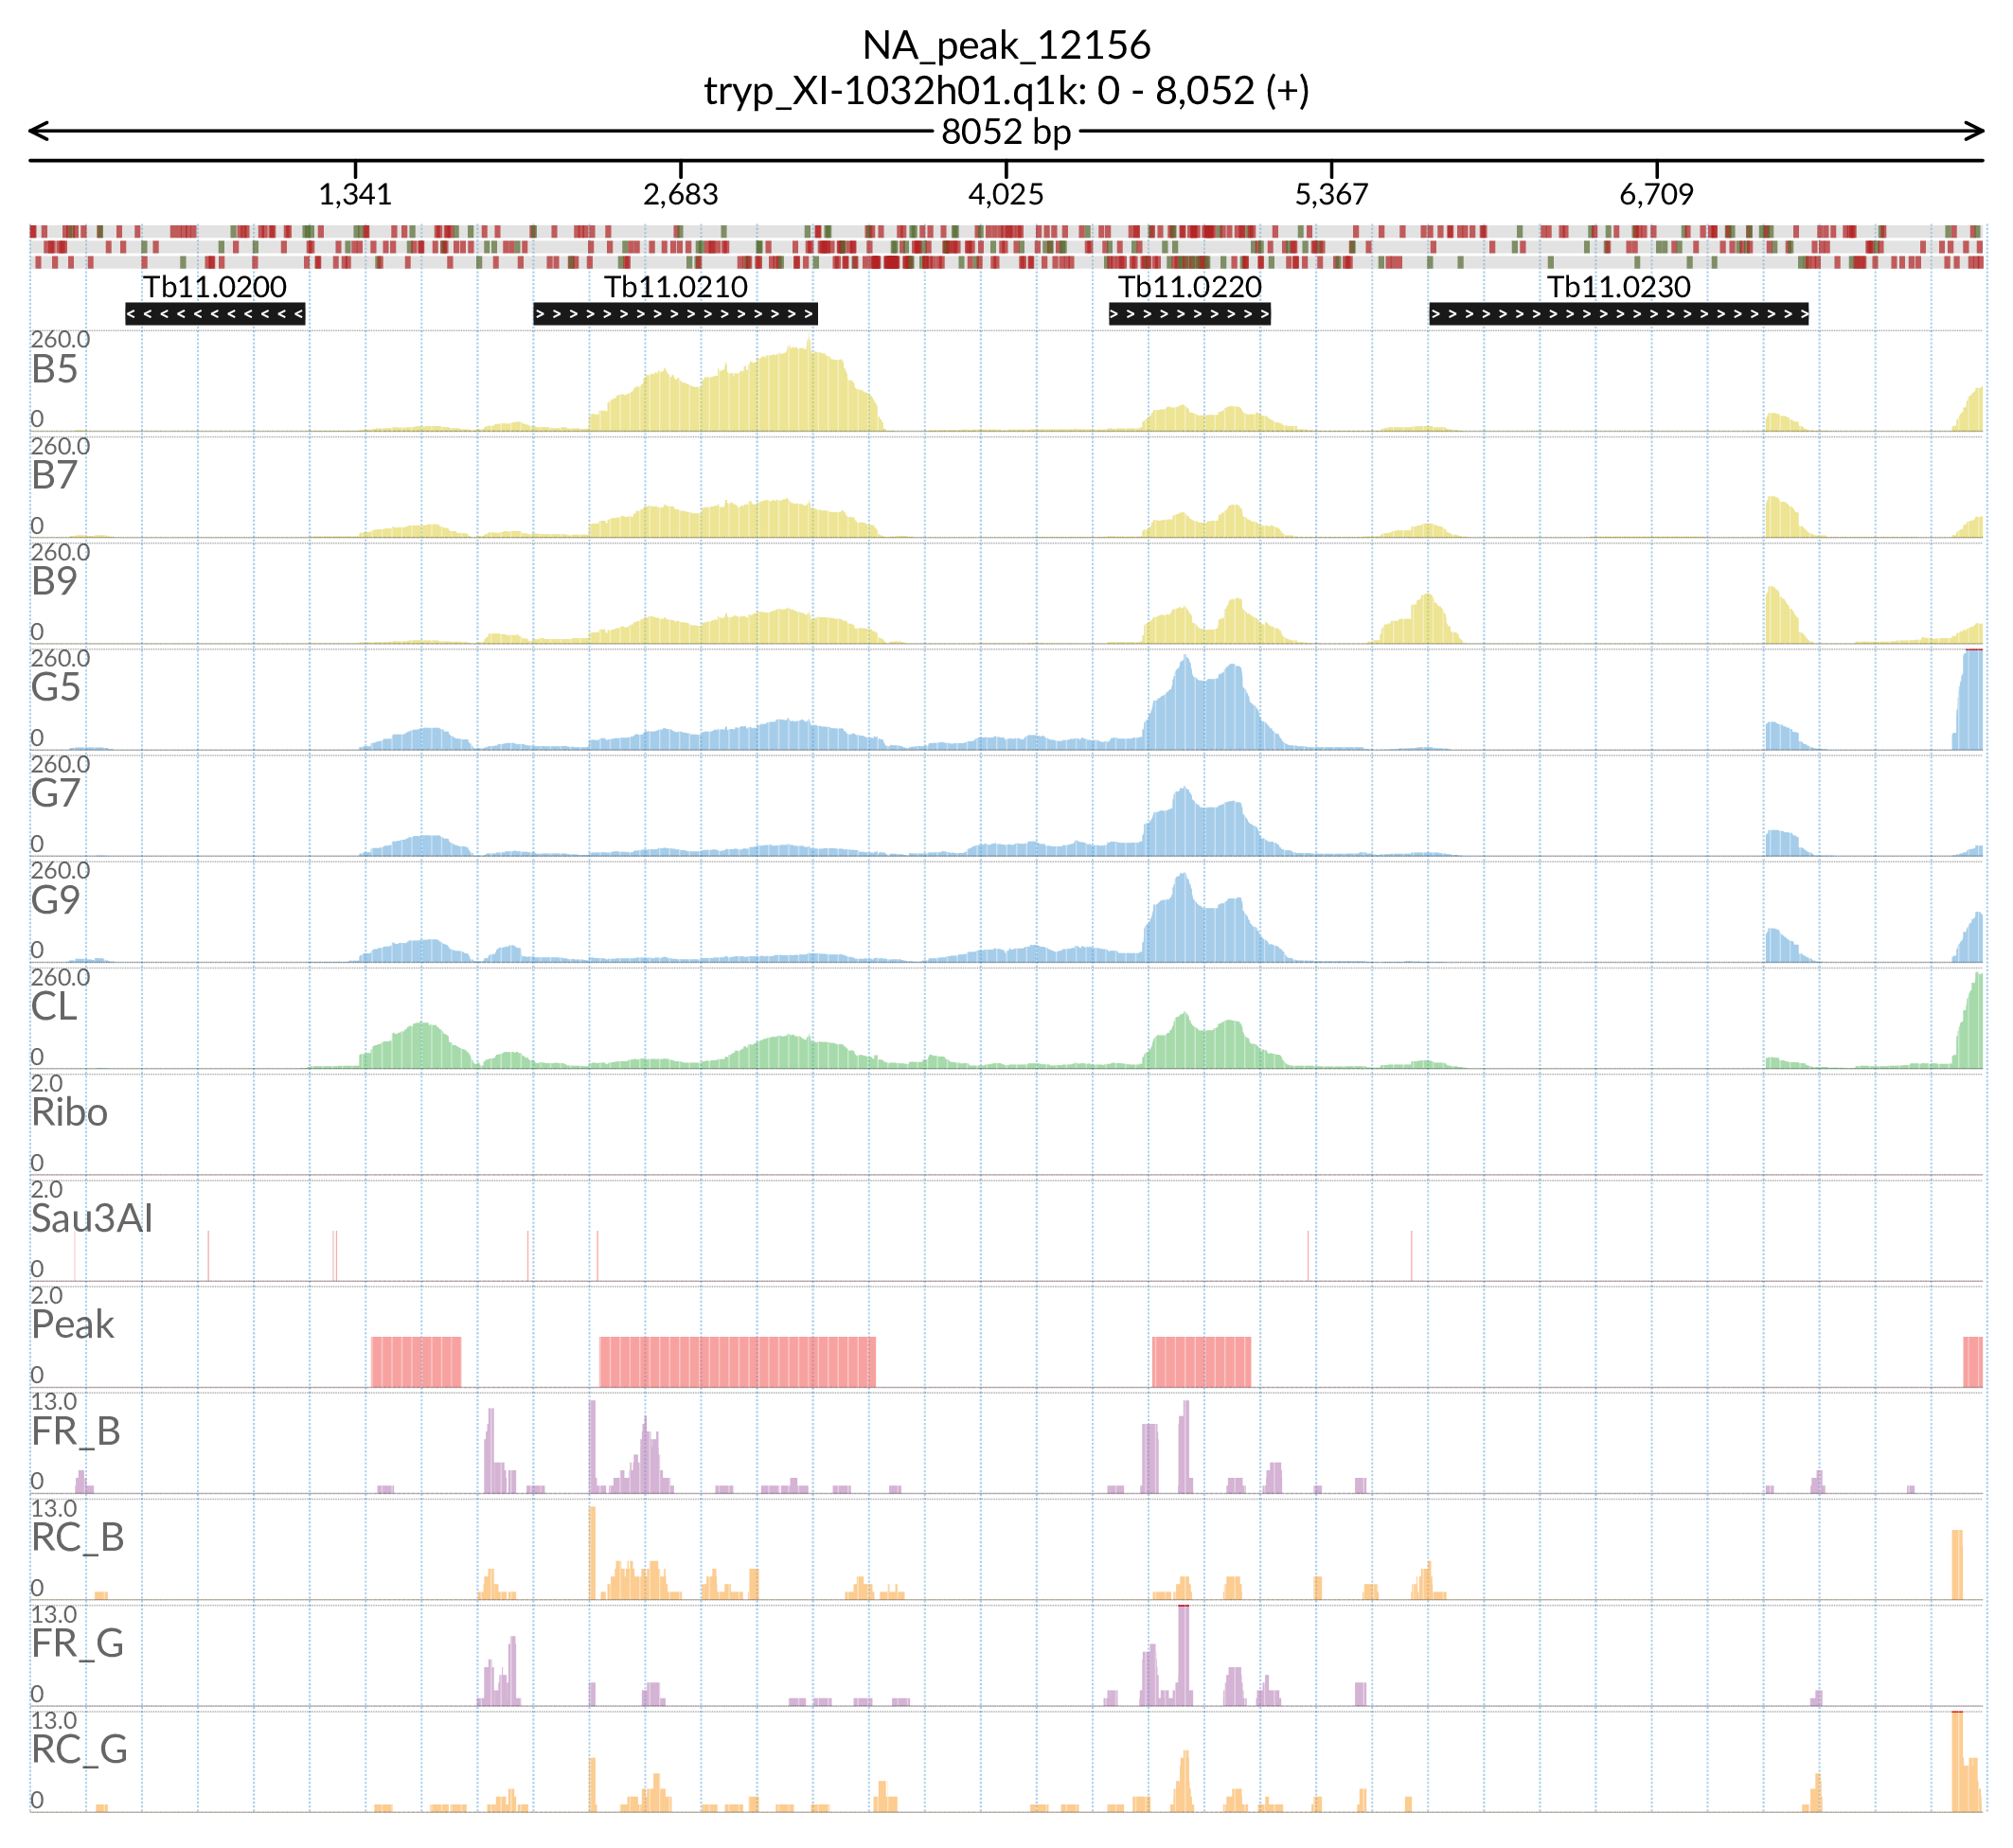 NA_peak_12156
tryp_XI-1032h01.q1k: 0 - 8,052 (+)
8052 bp
1,341 2,683 4,025 5,367 6,709
Tb11.0200 Tb11.0210 Tb11.0220 Tb11.0230
260.0
B5
0
260.0
B7
0
260.0
B9
0
260.0
G5
0
260.0
G7
0
260.0
G9
0
260.0
CL
0
2.0
Ribo
0
2.0
Sau3AI
0
2.0
Peak
0
13.0
FR_B
0
13.0
RC_B
0
13.0
FR_G
0
13.0
RC_G
0